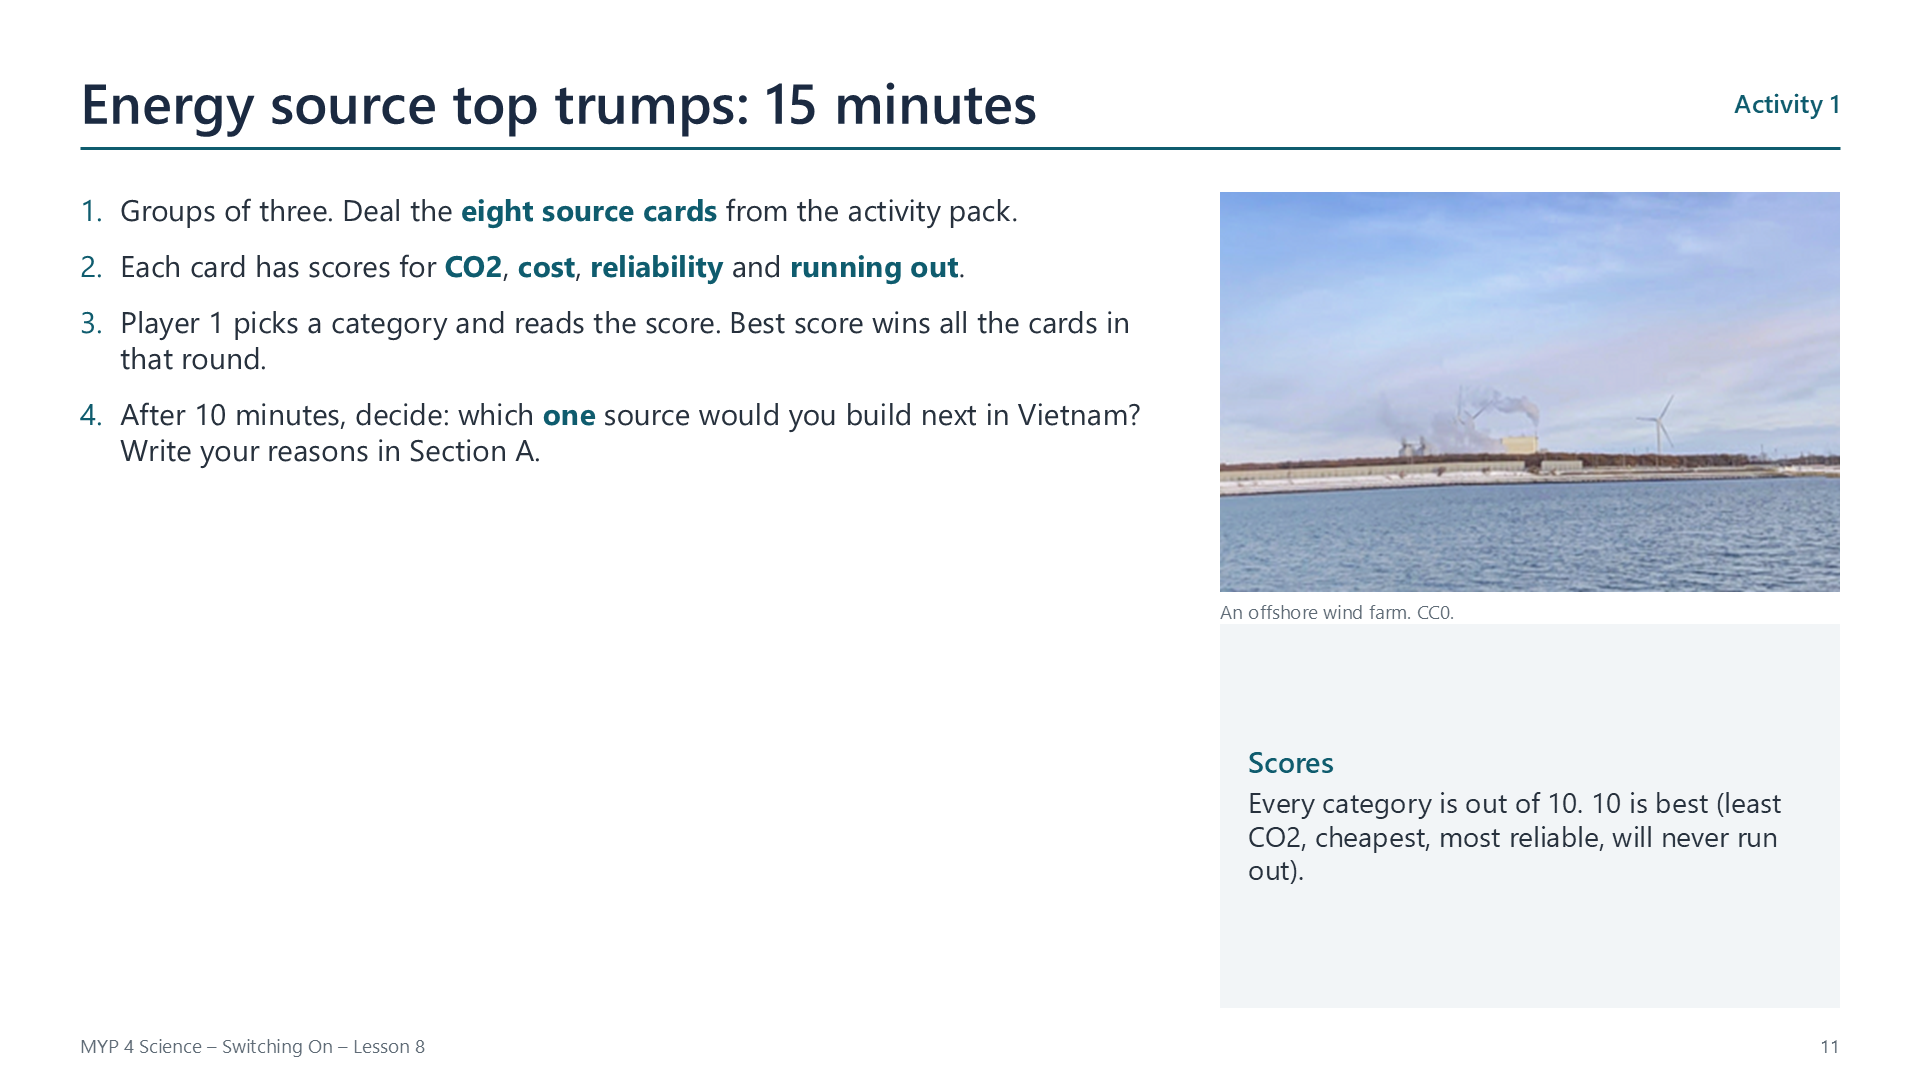 Energy source top trumps: 15 minutes
Activity 1
1. Groups of three. Deal the eight source cards from the activity pack.
2. Each card has scores for CO2, cost, reliability and running out.
3. Player 1 picks a category and reads the score. Best score wins all the cards in
that round.
4. After 10 minutes, decide: which one source would you build next in Vietnam?
Write your reasons in Section A.
An offshore wind farm. CC0.
Scores
Every category is out of 10. 10 is best (least
CO2, cheapest, most reliable, will never run
out).
MYP 4 Science – Switching On – Lesson 8
11